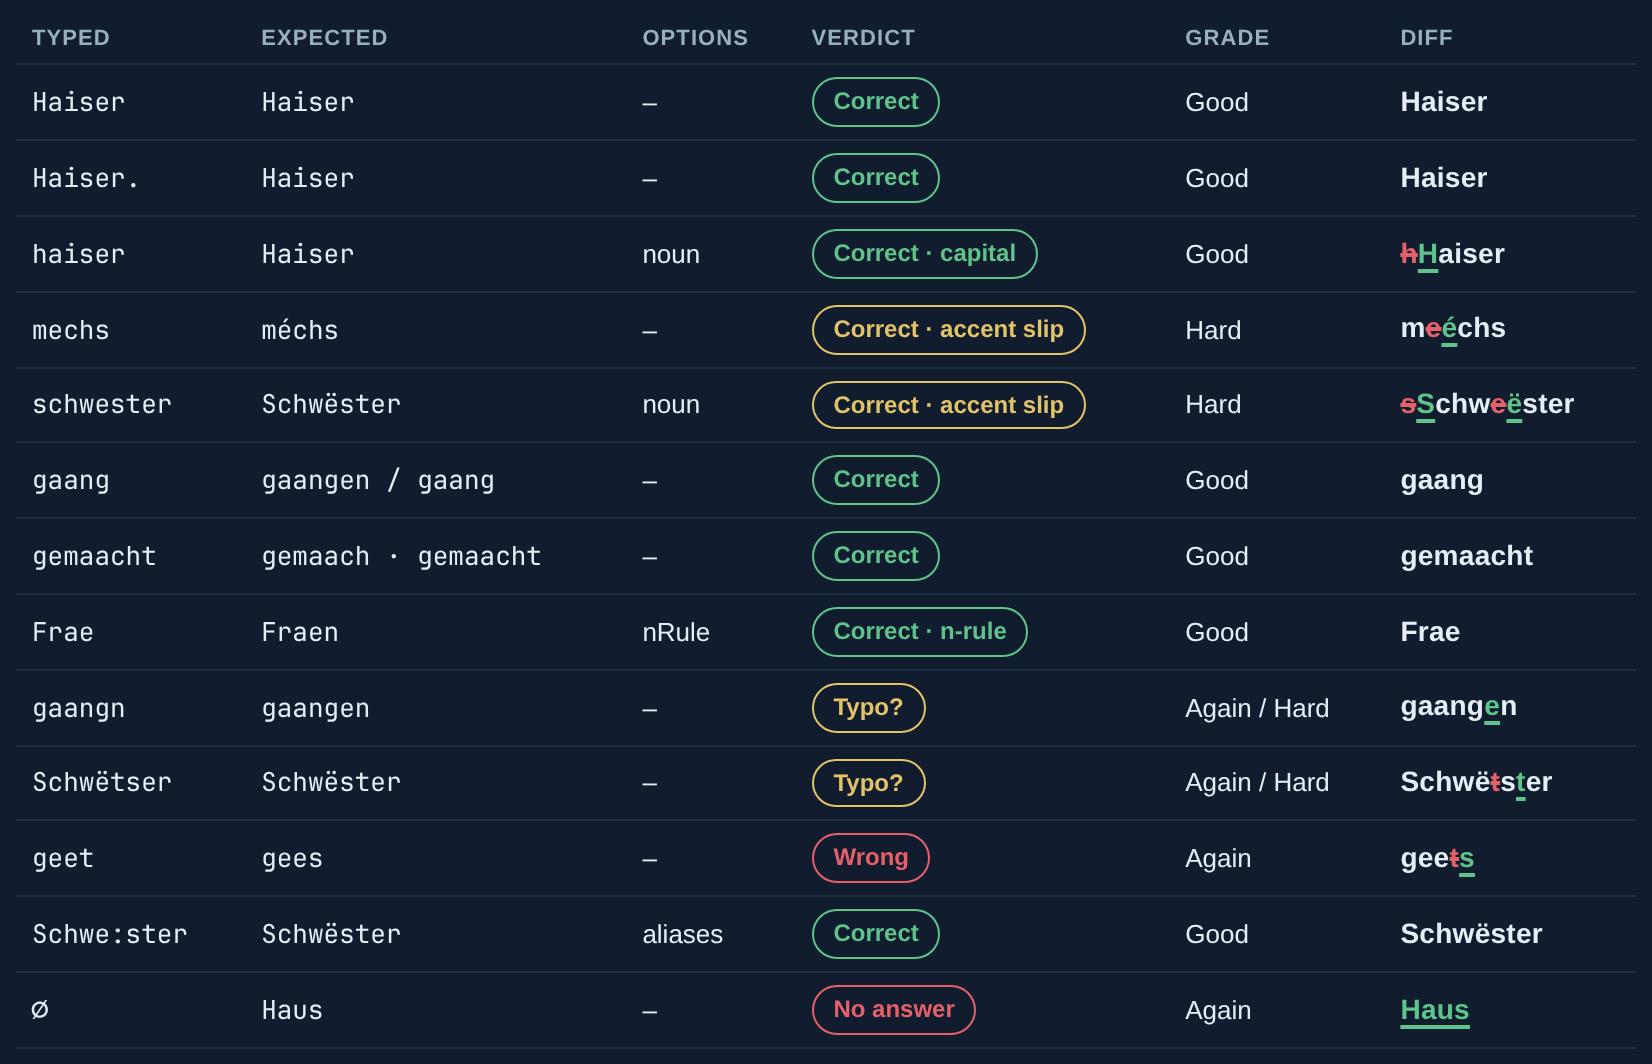 TYPED EXPECTED OPTIONS VERDICT GRADE DIFF
Haiser Haiser – Correct Good Haiser
Haiser. Haiser – Correct Good Haiser
haiser Haiser noun Correct · capital Good hHaiser
mechs méchs – Correct · accent slip Hard meéchs
schwester Schwëster noun Correct · accent slip Hard sSchweëster
gaang gaangen / gaang – Correct Good gaang
gemaacht gemaach · gemaacht – Correct Good gemaacht
Frae Fraen nRule Correct · n-rule Good Frae
gaangn gaangen – Typo? Again / Hard gaangen
Schwëtser Schwëster – Typo? Again / Hard Schwëtster
geet gees – Wrong Again geets
Schwe:ster Schwëster aliases Correct Good Schwëster
∅ Haus – No answer Again Haus